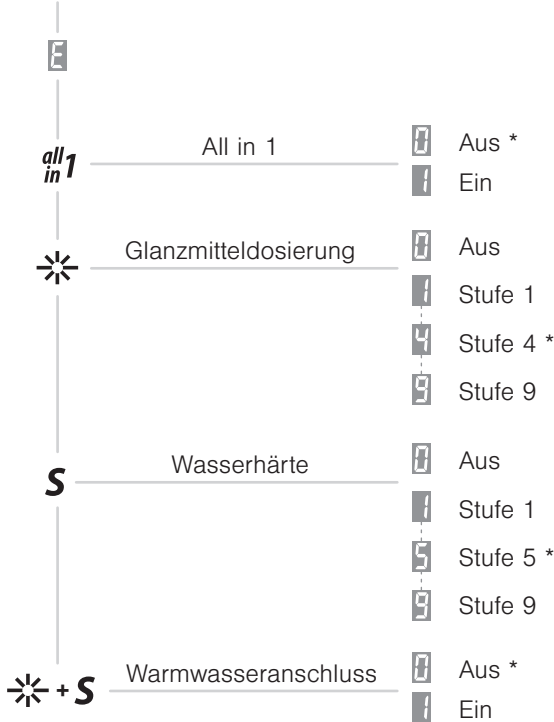 E
all in 1 All in 1 0 Aus *
1 Ein
Glanzmitteldosierung 0 Aus
1 Stufe 1
4 Stufe 4 *
9 Stufe 9
S Wasserhärte 0 Aus
1 Stufe 1
5 Stufe 5 *
9 Stufe 9
+ S Warmwasseranschluss 0 Aus *
1 Ein